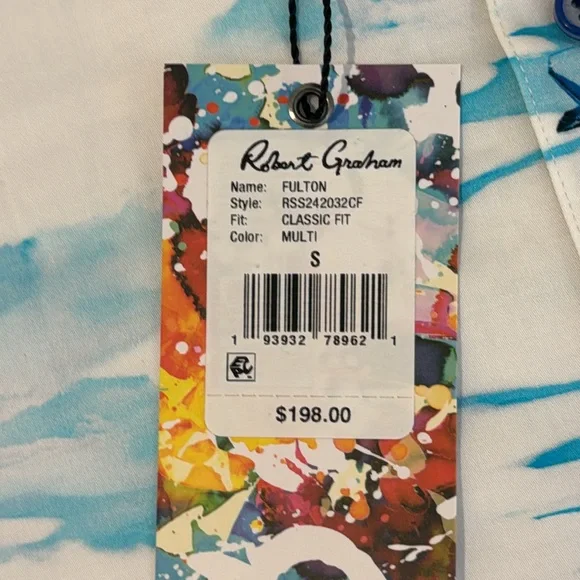 Robert Graham
Name: FULTON
Style: RSS242032CF
Fit: CLASSIC FIT
Color: MULTI
S
1 93932 78962 1
$198.00